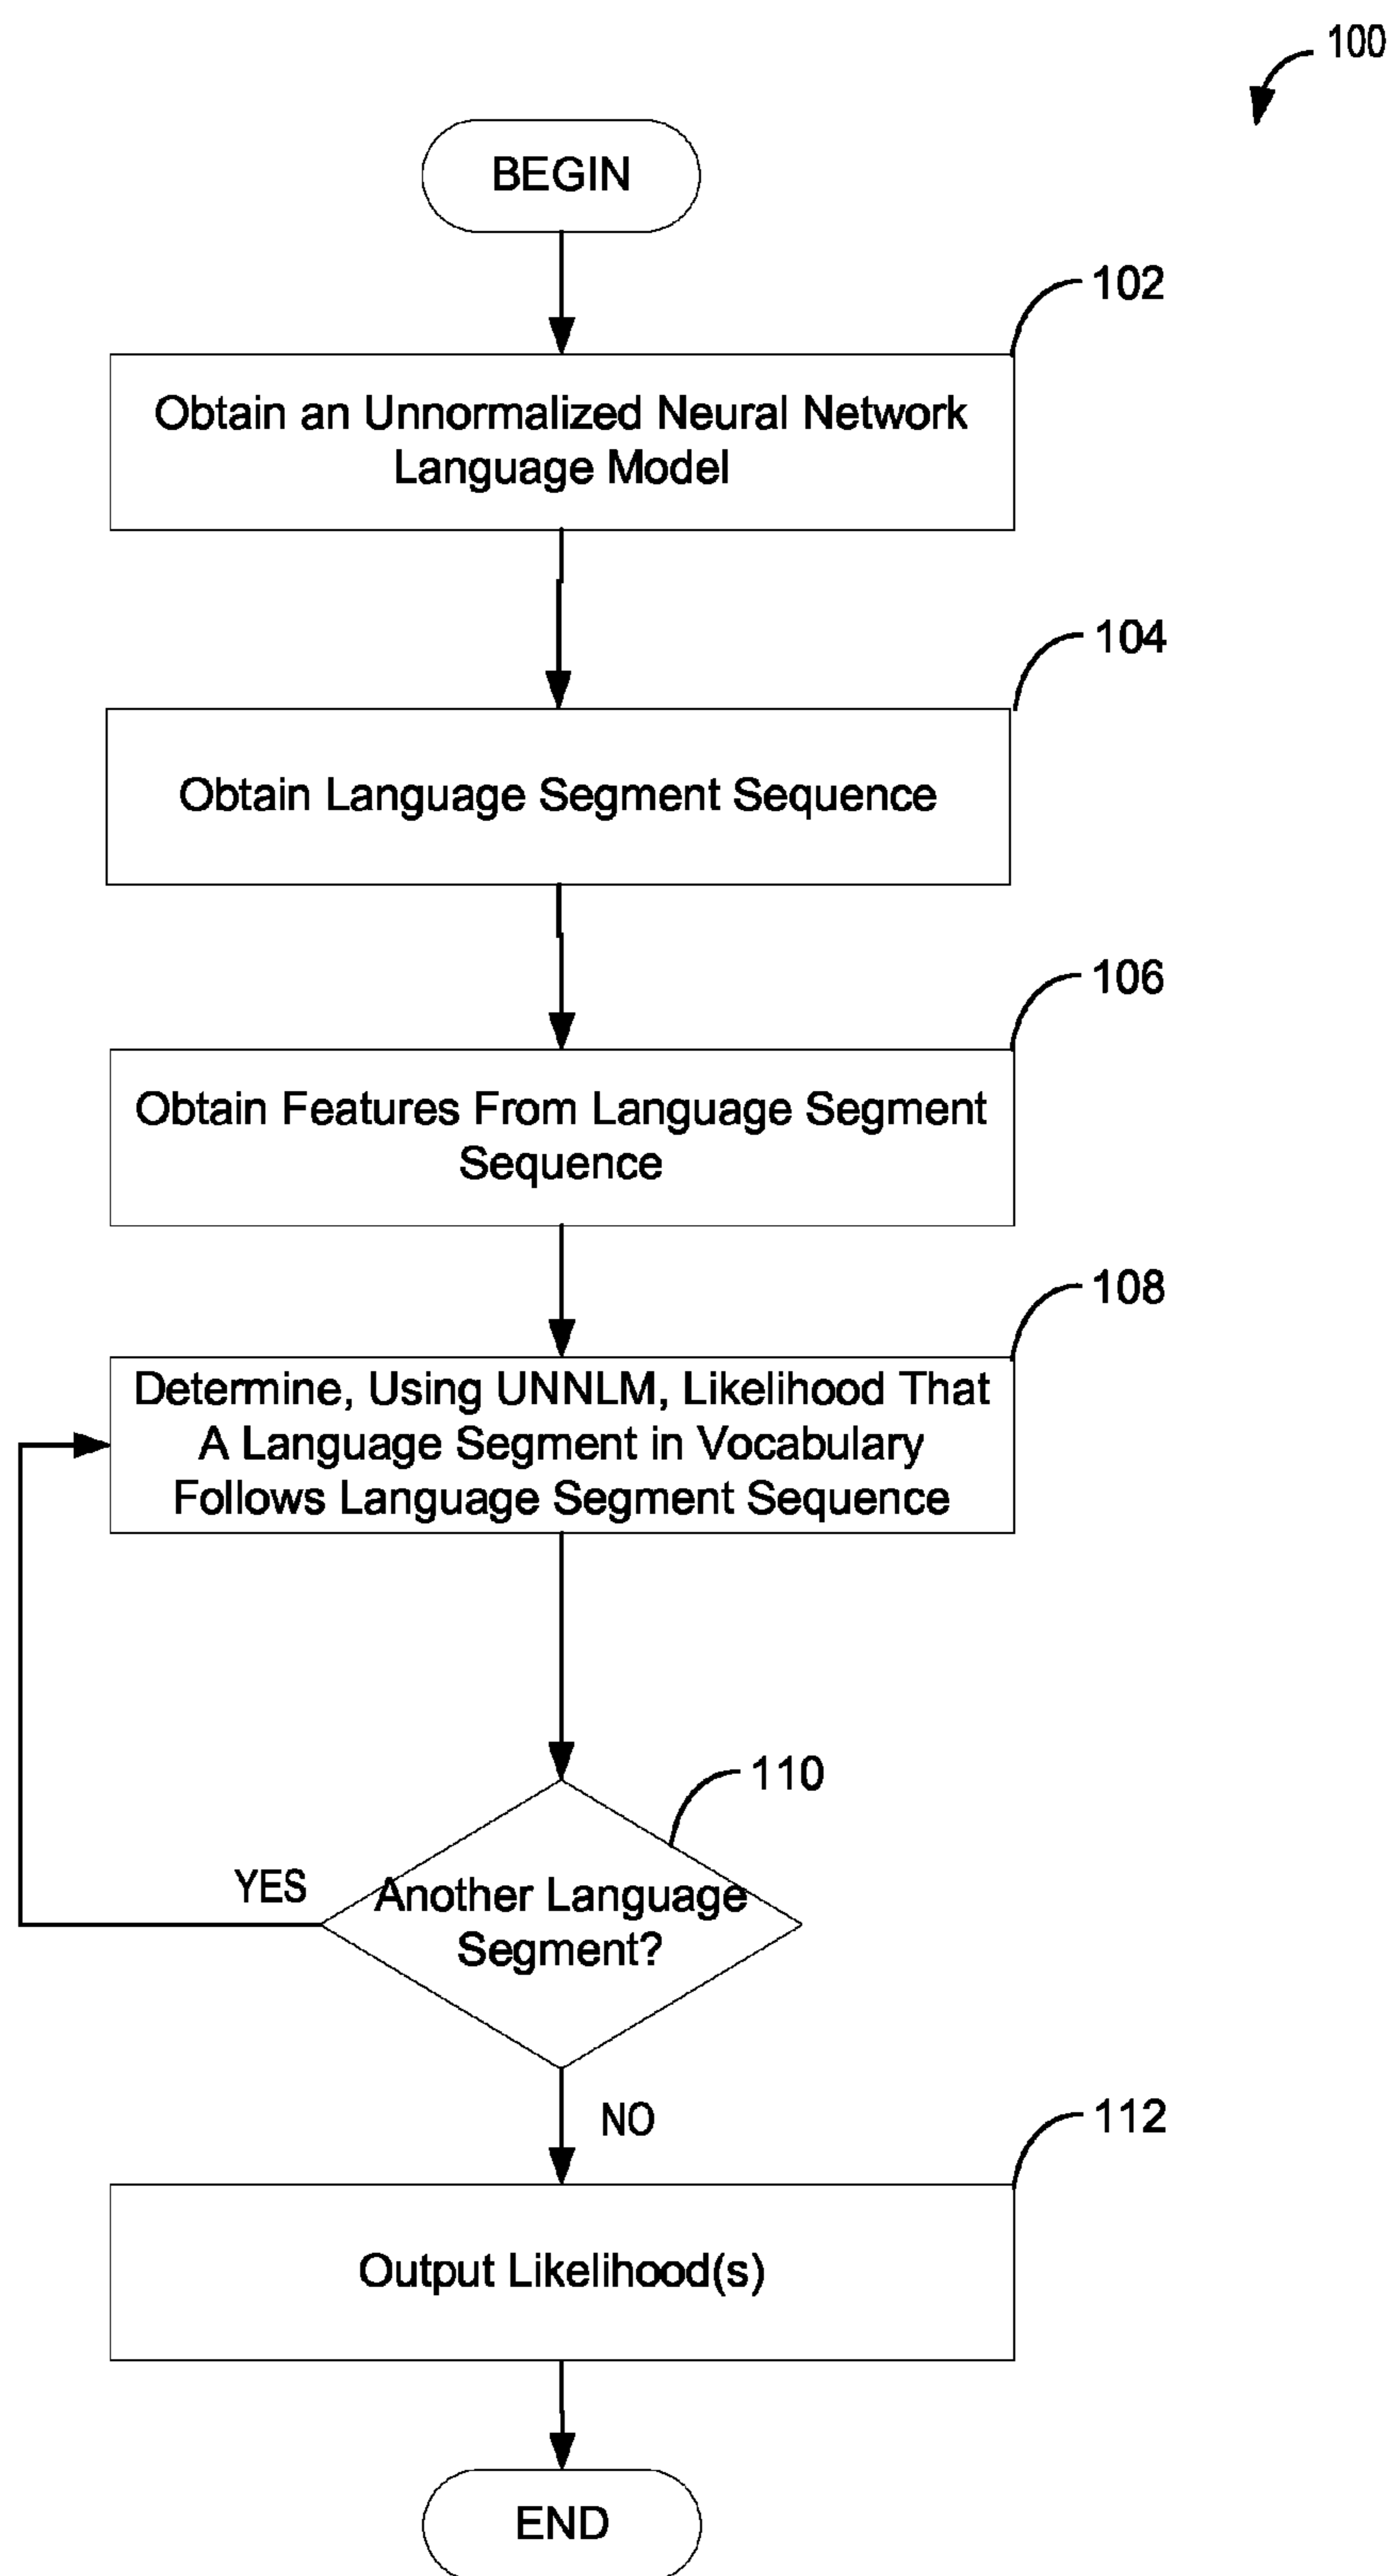 100
BEGIN
102
Obtain an Unnormalized Neural Network
Language Model
104
Obtain Language Segment Sequence
106
Obtain Features From Language Segment
Sequence
108
Determine, Using UNNLM, Likelihood That
A Language Segment in Vocabulary
Follows Language Segment Sequence
110
YES
Another Language
Segment?
NO
112
Output Likelihood(s)
END